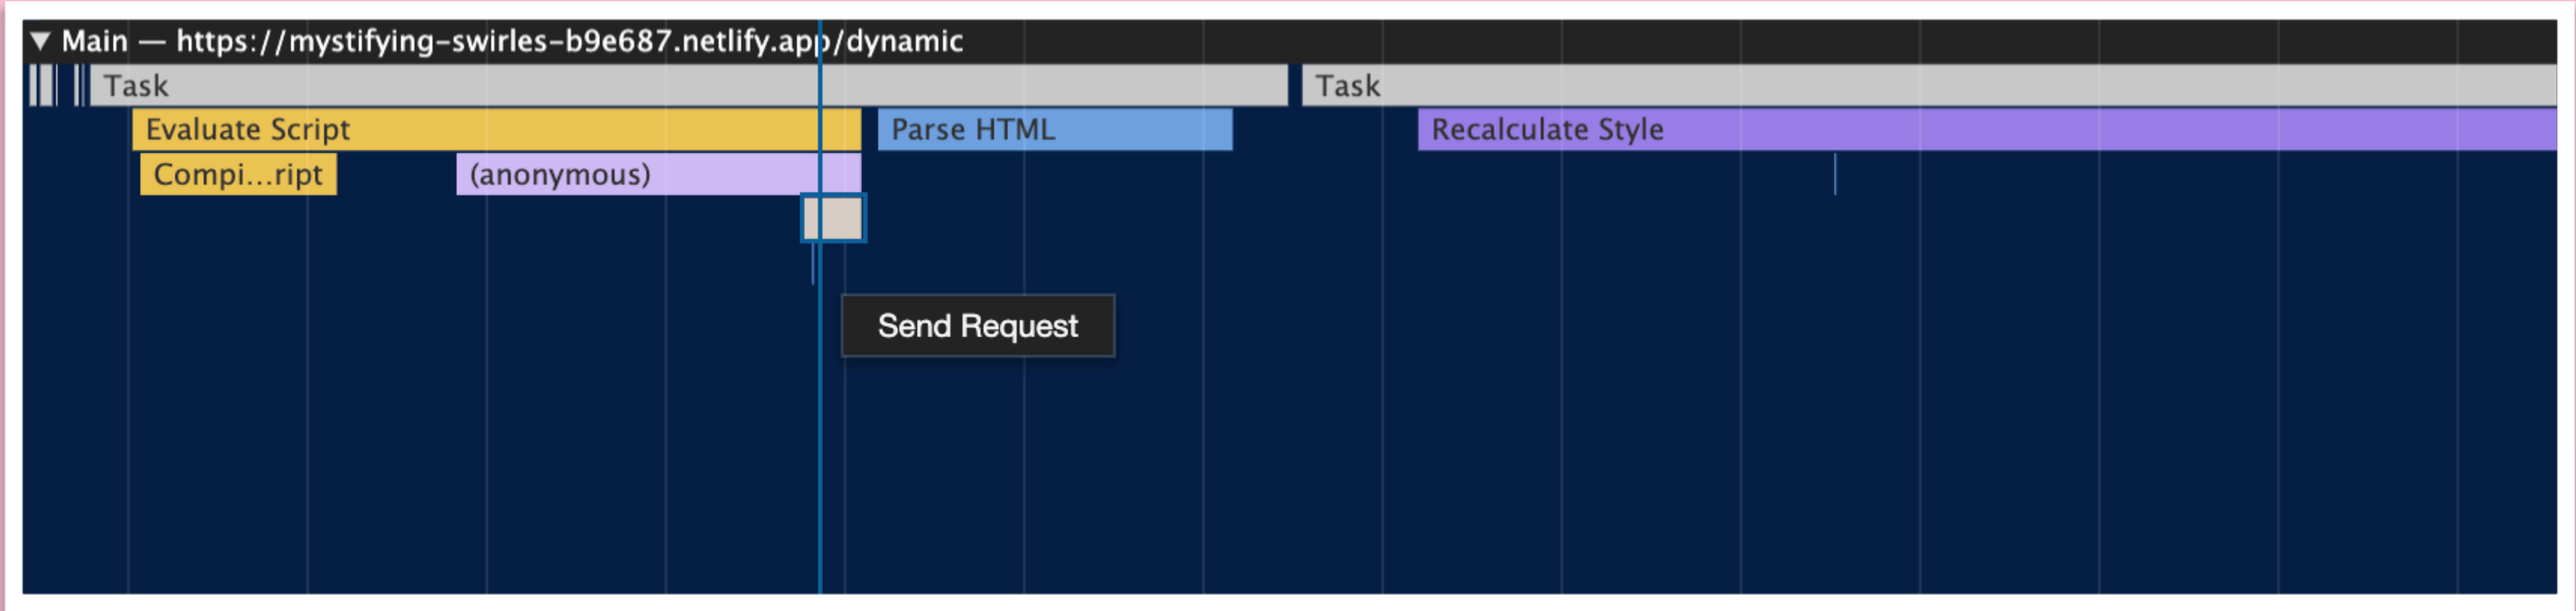 ▼ Main — https://mystifying-swirles-b9e687.netlify.app/dynamic
Task Task
Evaluate Script Parse HTML Recalculate Style
Compi...ript (anonymous)
Send Request